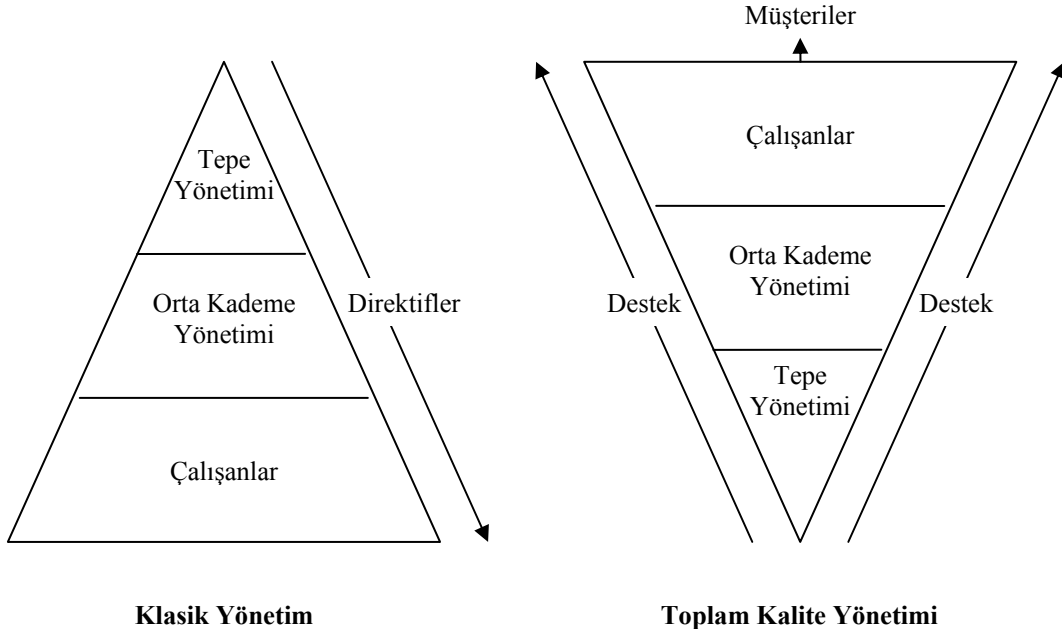 Tepe
Yönetimi
Orta Kademe
Yönetimi
Direktifler
Çalışanlar
Klasik Yönetim
Müşteriler
Çalışanlar
Orta Kademe
Yönetimi
Destek
Destek
Tepe
Yönetimi
Toplam Kalite Yönetimi